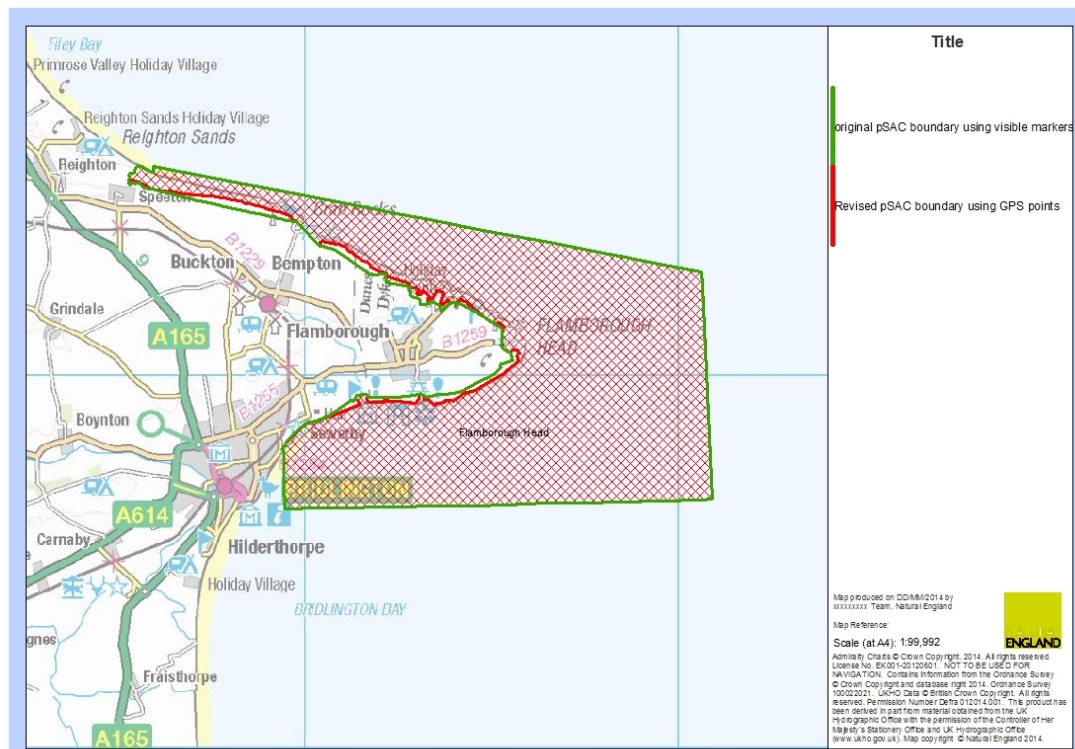 Filey Bay
Primrose Valley Holiday Village
Reighton Sands Holiday Village
Reighton Sands
Reighton
Speeton
Crab Rocks
B1229
Buckton
Bempton
Holiday
Danes
Dyke
Grindale
9
A165
Flamborough
B1259
FLAMBOROUGH
HEAD
B1255
Boynton
Sewerby
Flamborough Head
BRIDLINGTON
A614
Carnaby
Hilderthorpe
Holiday Village
BRIDLINGTON BAY
gnes
Fraisthorpe
A165
Title
original pSAC boundary using visible markers
Revised pSAC boundary using GPS points
Map produced on DD/MM/2014 by
xxxxxxxxx Team, Natural England
Map Reference:
Scale (at A4): 1:99,992
ENGLAND
Admiralty Charts © Crown Copyright, 2014. All rights reserved.
License No. EK001-20120601. NOT TO BE USED FOR
NAVIGATION. Contains information from the Ordnance Survey
© Crown Copyright and database right 2014. Ordnance Survey
100022021. UKHO Data © British Crown Copyright. All rights
reserved. Permission Number Defra 012014.001. This product has
been derived in part from material obtained from the UK
Hydrographic Office with the permission of the Controller of Her
Majesty's Stationery Office and UK Hydrographic Office
(www.ukho.gov.uk). Map copyright © Natural England 2014.